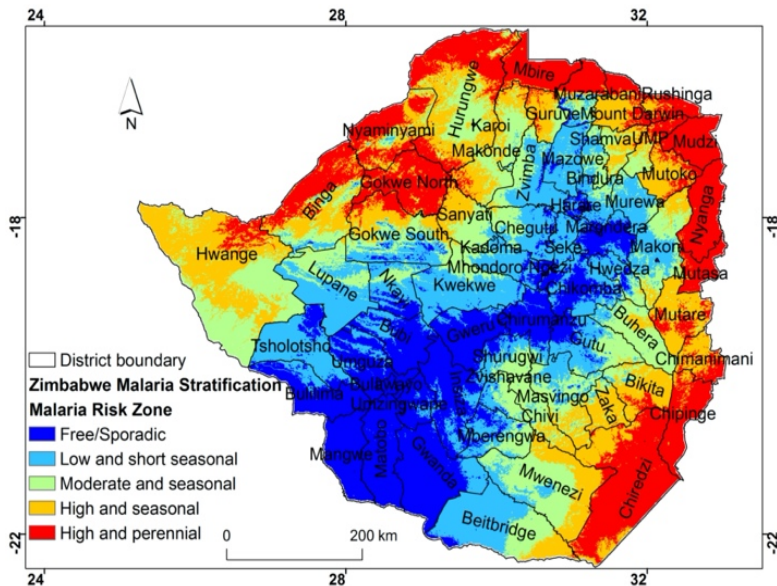 24 28 32
N
Mbire
Muzarabani Rushinga
Hurungwe
Guruve Mount Darwin
Nyaminyami
Karoi
Shamva UMP Mudzi
Makonde
Zvimba
Mazowe
Mutoko
Bindura
Binga
Gokwe North
Nyanga
Harare
Murewa
-18 -18
Sanyati
Chegutu
Marondera
Gokwe South
Seke
Makoni
Hwange
Kadoma
Mhondoro Ngezi
Hwedza
Mutasa
Lupane
Nkayi
Kwekwe
Chikomba
Mutare
Buhera
Bubi
Gweru
Chirumanzu
Tsholotsho
Gutu
Umguza
Shurugwi
Chimanimani
District boundary
Zvishavane
Bikita
Zimbabwe Malaria Stratification
Bulilima
Bulawayo
Masvingo
Malaria Risk Zone
Umzingwane
Insiza
Chivi
Zaka
Chipinge
Free/Sporadic
Mberengwa
Low and short seasonal
Mangwe
Matobo
Gwanda
Mwenezi
Chiredzi
Moderate and seasonal
High and seasonal
Beitbridge
High and perennial
0 200 km
-22 -22
24 28 32